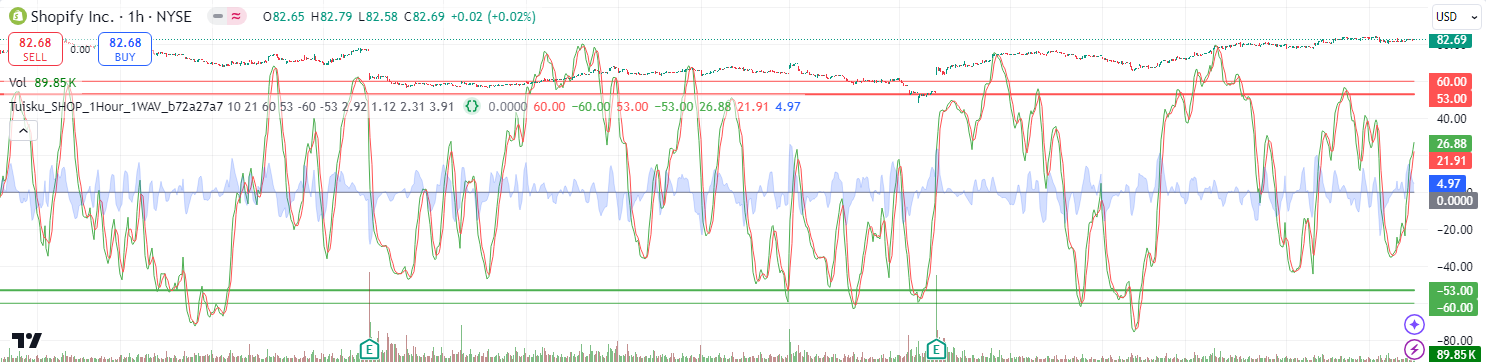 Shopify Inc. · 1h · NYSE O82.65 H82.79 L82.58 C82.69 +0.02 (+0.02%)
USD
82.69
82.68 0.00 82.68
SELL BUY
Vol 89.85K
60.00
53.00
Tuisku_SHOP_1Hour_1WAV_b72a27a7 10 21 60 53 -60 -53 2.92 1.12 2.31 3.91 {} 0.0000 60.00 −60.00 53.00 −53.00 26.88 21.91 4.97
40.00
26.88
21.91
4.97
0.0000
−20.00
−40.00
−53.00
−60.00
−80.00
E E
89.85K